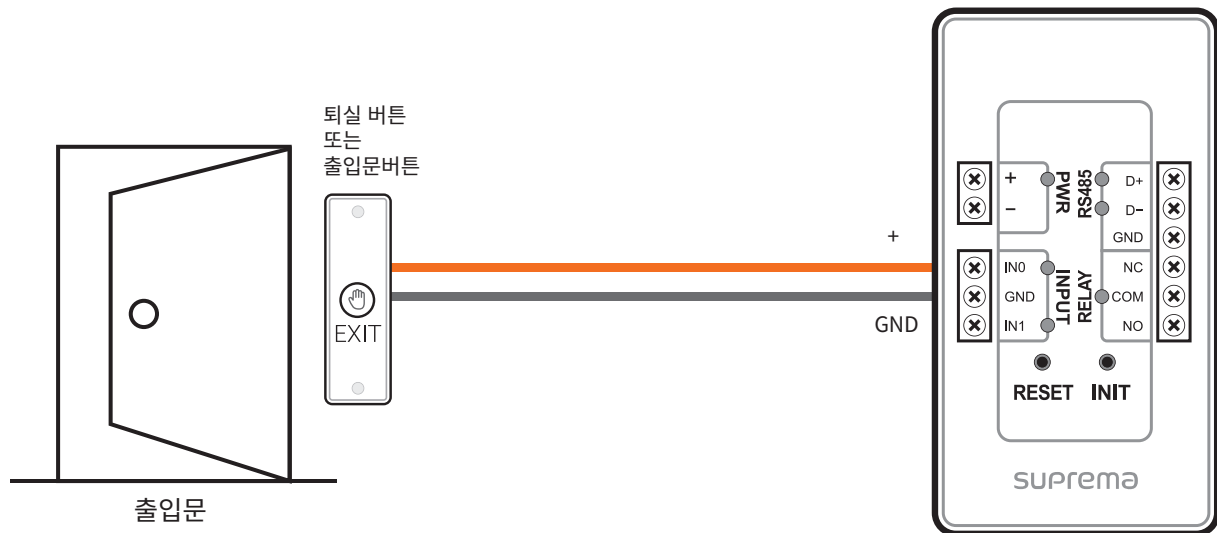 퇴실 버튼
또는
출입문버튼
EXIT
출입문
+
GND
+
−
PWR
RS485
D+
D−
GND
IN0
GND
IN1
INPUT
RELAY
NC
COM
NO
RESET INIT
suprema